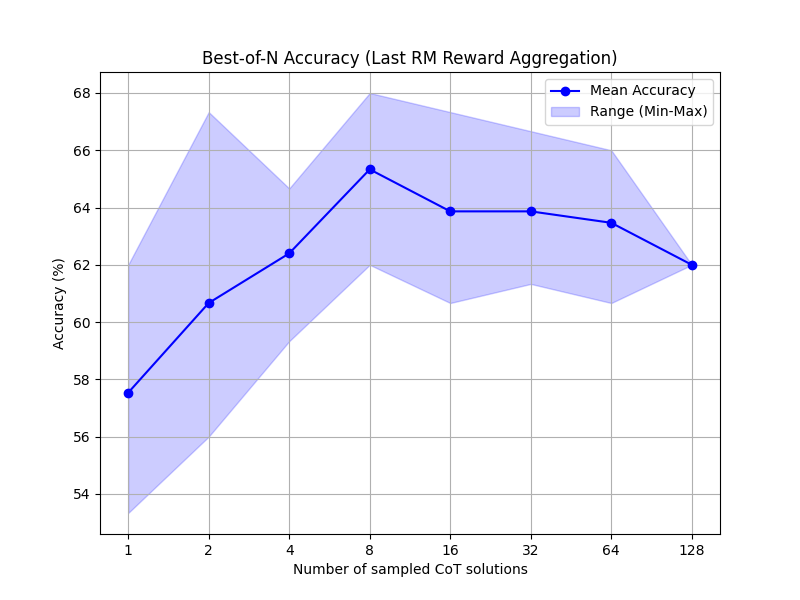 Best-of-N Accuracy (Last RM Reward Aggregation)
Mean Accuracy
Range (Min-Max)
Accuracy (%)
68
66
64
62
60
58
56
54
1 2 4 8 16 32 64 128
Number of sampled CoT solutions